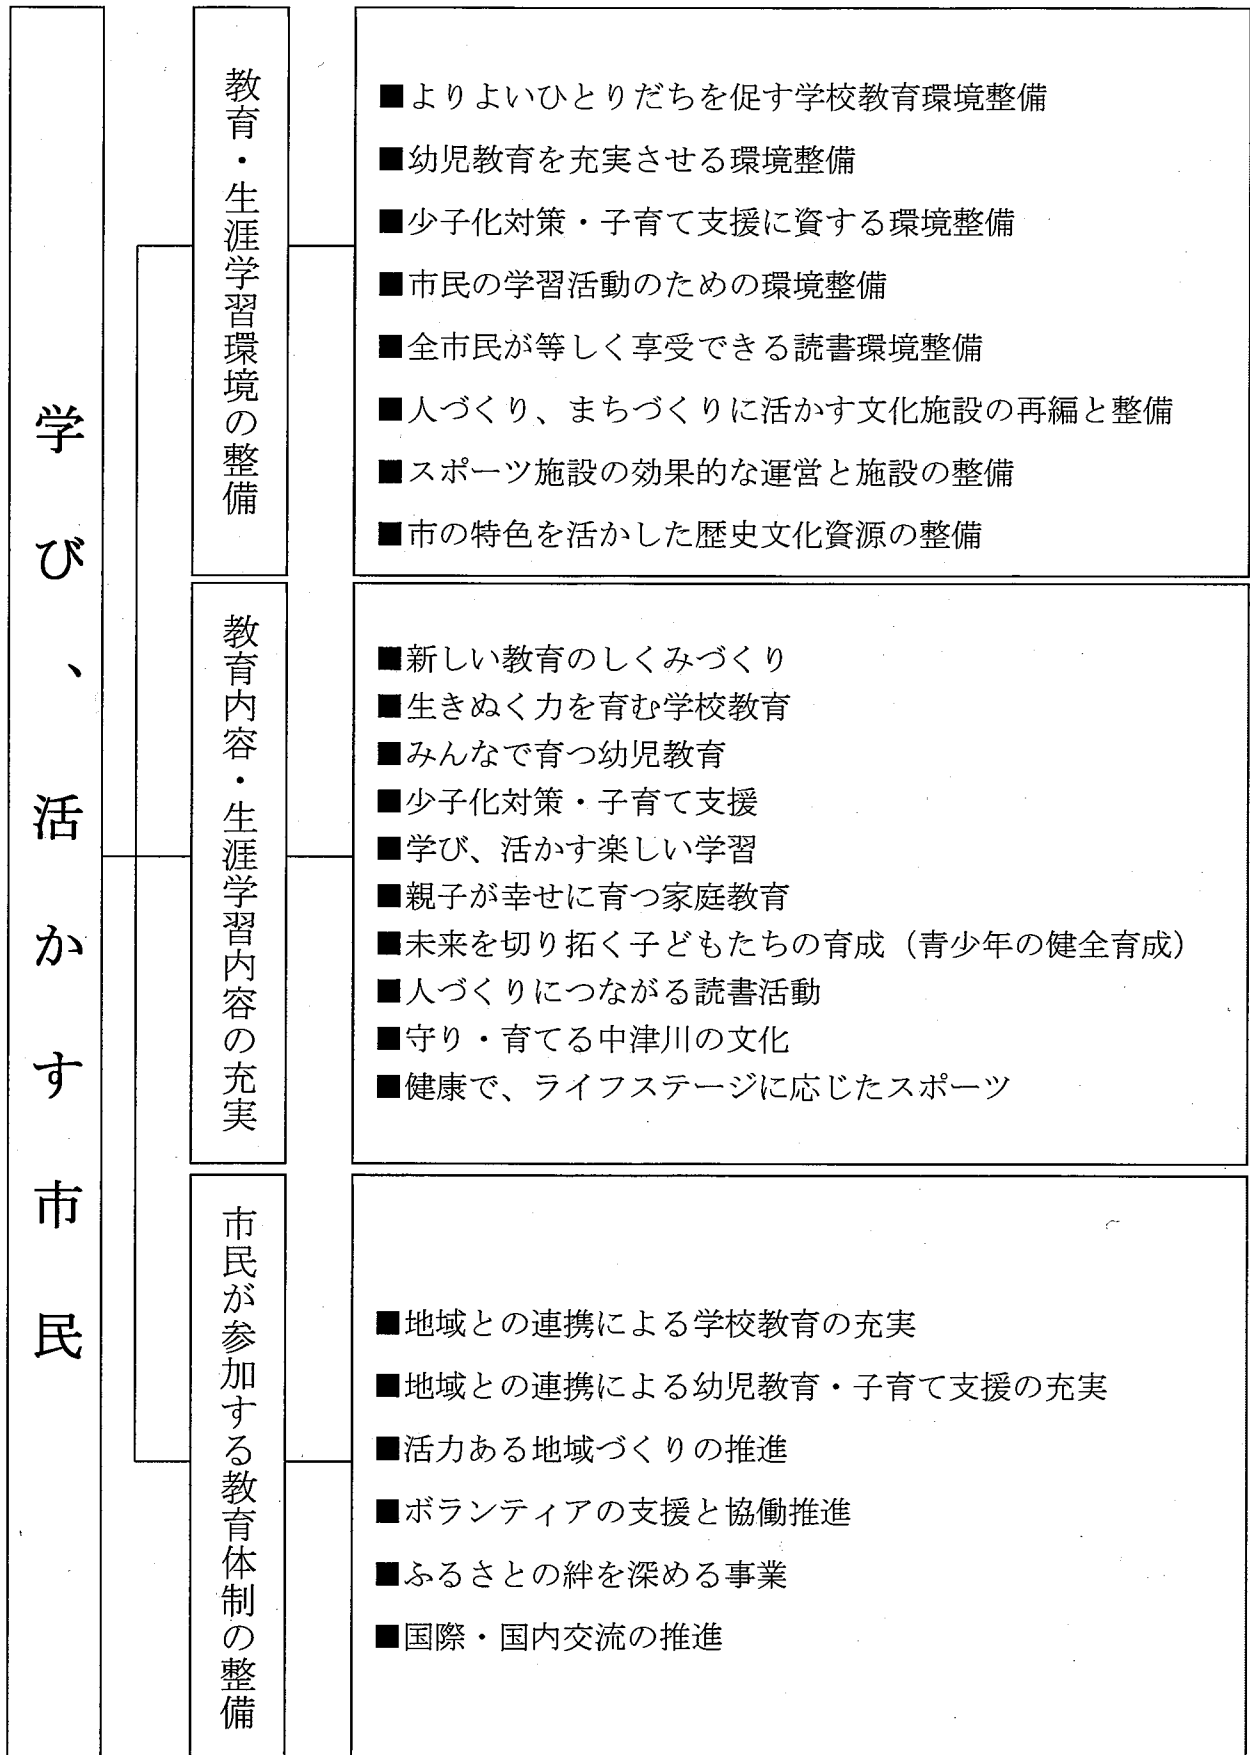 学び、活かす市民
教育・生涯学習環境の整備
■よりよいひとりだちを促す学校教育環境整備
■幼児教育を充実させる環境整備
■少子化対策・子育て支援に資する環境整備
■市民の学習活動のための環境整備
■全市民が等しく享受できる読書環境整備
■人づくり、まちづくりに活かす文化施設の再編と整備
■スポーツ施設の効果的な運営と施設の整備
■市の特色を活かした歴史文化資源の整備
教育内容・生涯学習内容の充実
■新しい教育のしくみづくり
■生きぬく力を育む学校教育
■みんなで育つ幼児教育
■少子化対策・子育て支援
■学び、活かす楽しい学習
■親子が幸せに育つ家庭教育
■未来を切り拓く子どもたちの育成（青少年の健全育成）
■人づくりにつながる読書活動
■守り・育てる中津川の文化
■健康で、ライフステージに応じたスポーツ
市民が参加する教育体制の整備
■地域との連携による学校教育の充実
■地域との連携による幼児教育・子育て支援の充実
■活力ある地域づくりの推進
■ボランティアの支援と協働推進
■ふるさとの絆を深める事業
■国際・国内交流の推進